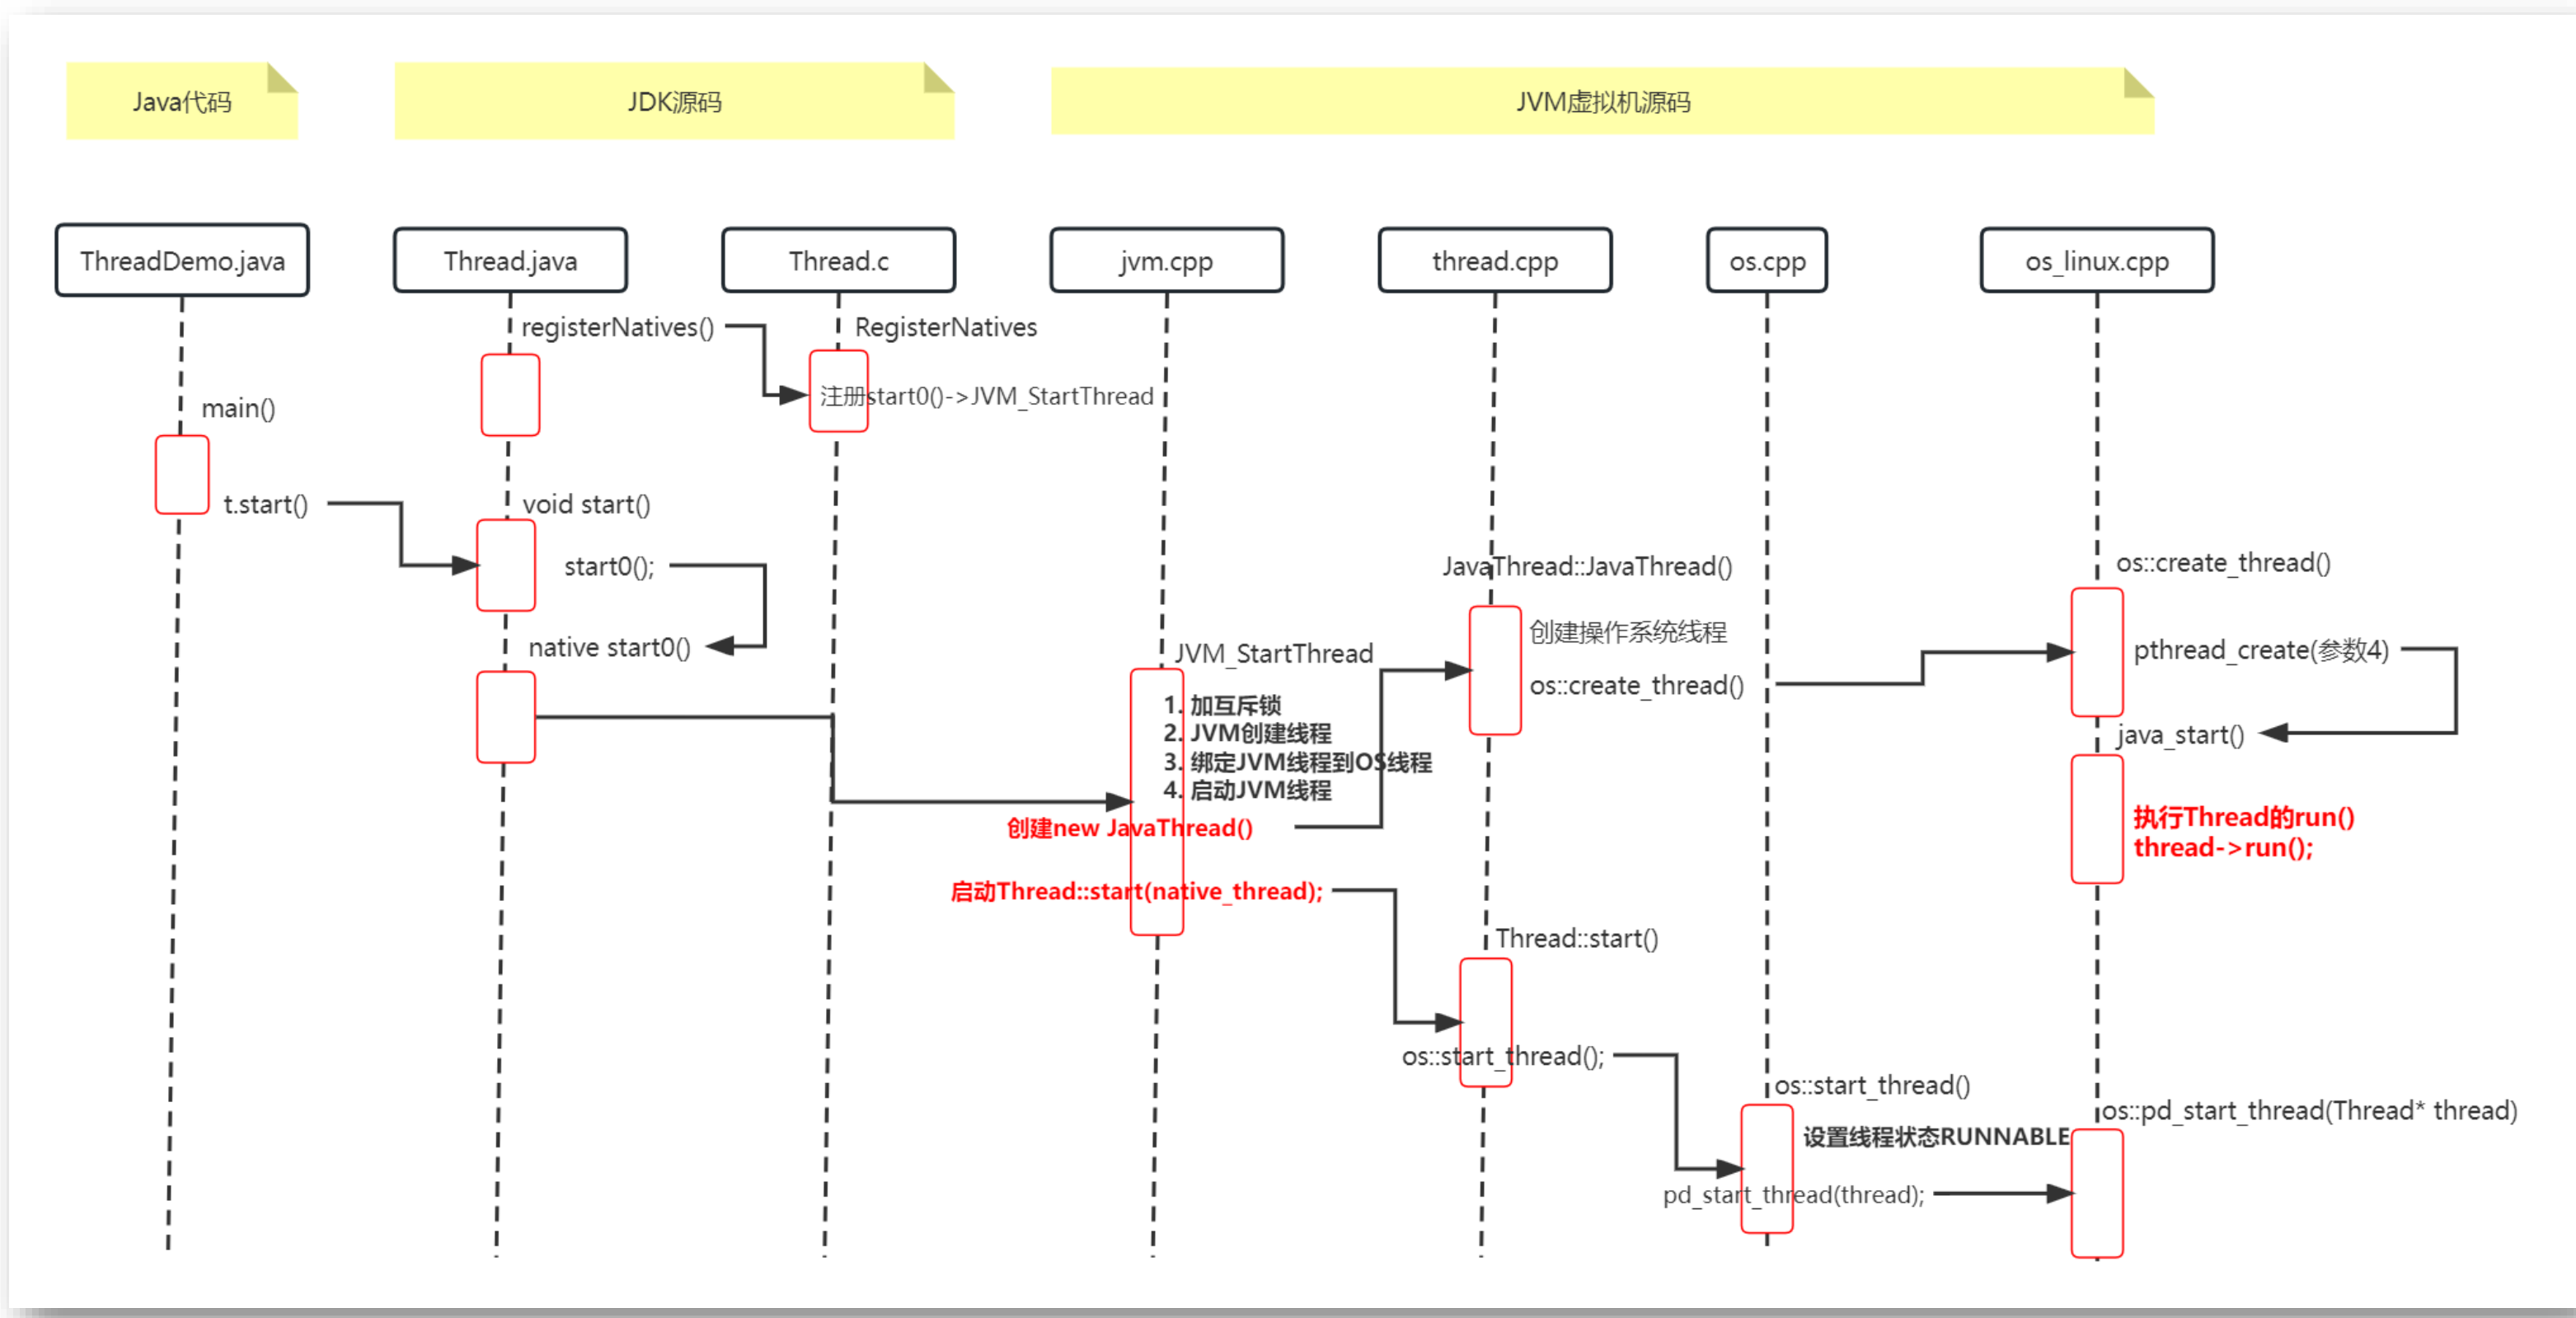 Java代码
JDK源码
JVM虚拟机源码
ThreadDemo.java
Thread.java
Thread.c
jvm.cpp
thread.cpp
os.cpp
os_linux.cpp
registerNatives()
RegisterNatives
注册start0()->JVM_StartThread
main()
t.start()
void start()
start0();
native start0()
JVM_StartThread
1. 加互斥锁
2. JVM创建线程
3. 绑定JVM线程到OS线程
4. 启动JVM线程
创建new JavaThread()
启动Thread::start(native_thread);
JavaThread::JavaThread()
创建操作系统线程
os::create_thread()
os::create_thread()
pthread_create(参数4)
java_start()
执行Thread的run()
thread->run();
Thread::start()
os::start_thread();
os::start_thread()
设置线程状态RUNNABLE
pd_start_thread(thread);
os::pd_start_thread(Thread* thread)